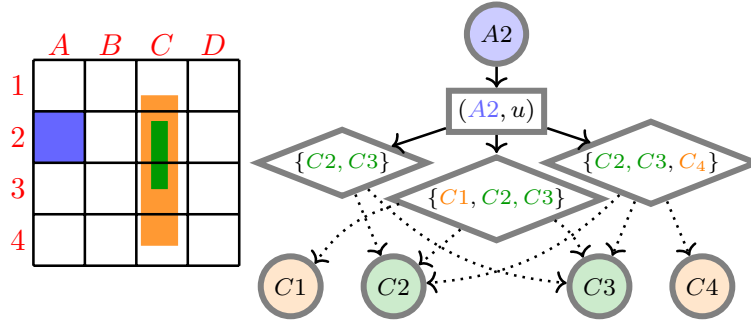 A B C D
1
2
3
4
A2
(A2, u)
{C2, C3}
{C1, C2, C3}
{C2, C3, C₄}
C1
C2
C3
C4